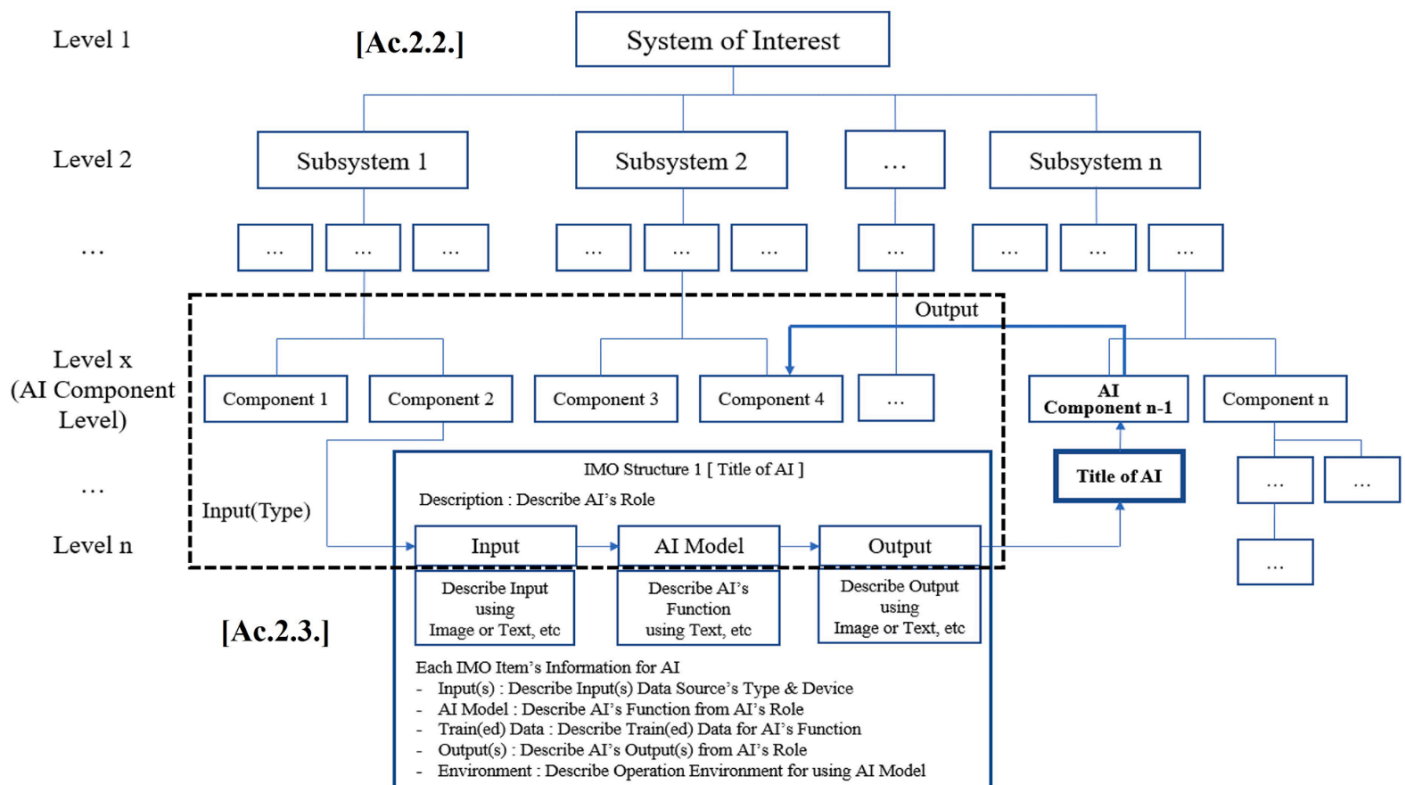 Level 1
[Ac.2.2.]
System of Interest
Level 2
Subsystem 1
Subsystem 2
…
Subsystem n
…
…
…
…
…
…
…
…
…
…
…
Output
Level x
(AI Component
Level)
Component 1
Component 2
Component 3
Component 4
…
AI
Component n-1
Component n
…
Input(Type)
IMO Structure 1 [ Title of AI ]
Description : Describe AI's Role
Title of AI
…
…
Level n
Input
AI Model
Output
…
Describe Input
using
Image or Text, etc
Describe AI's
Function
using Text, etc
Describe Output
using
Image or Text, etc
[Ac.2.3.]
Each IMO Item's Information for AI
- Input(s) : Describe Input(s) Data Source's Type & Device
- AI Model : Describe AI's Function from AI's Role
- Train(ed) Data : Describe Train(ed) Data for AI's Function
- Output(s) : Describe AI's Output(s) from AI's Role
- Environment : Describe Operation Environment for using AI Model